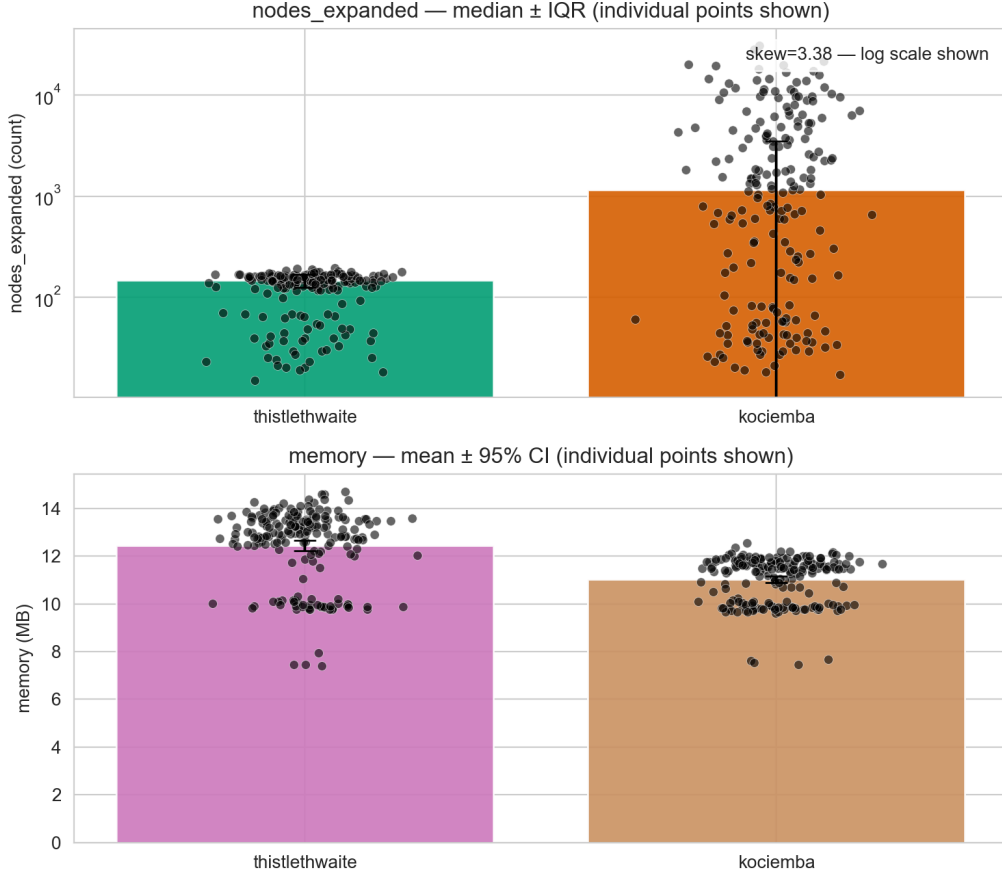 nodes_expanded — median ± IQR (individual points shown)
skew=3.38 — log scale shown
nodes_expanded (count)
10^4
10^3
10^2
thistlethwaite
kociemba
memory — mean ± 95% CI (individual points shown)
memory (MB)
14
12
10
8
6
4
2
0
thistlethwaite
kociemba